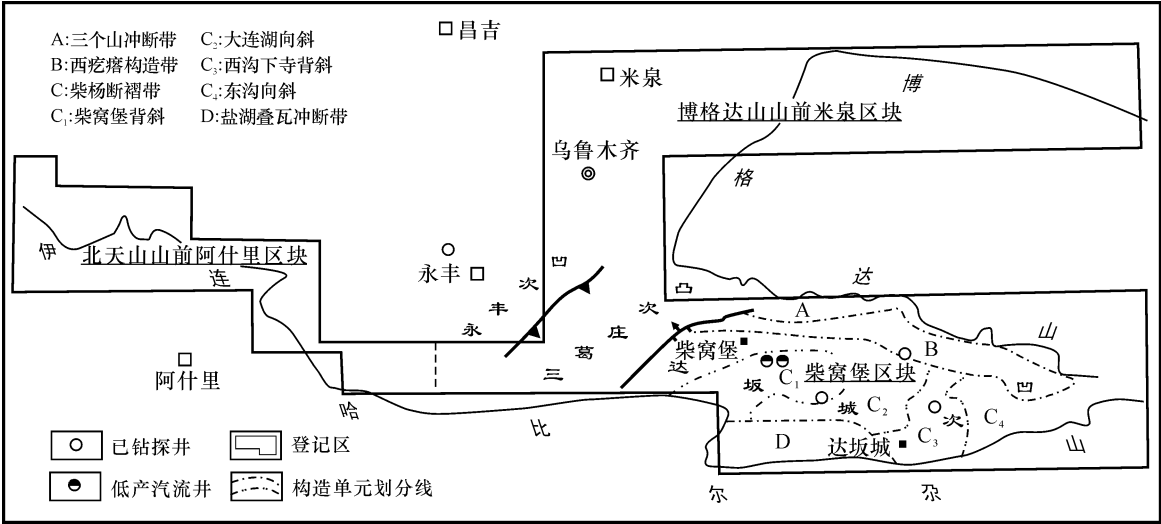 A:三个山冲断带
B:西疙瘩构造带
C:柴杨断褶带
C₁:柴窝堡背斜
C₂:大连湖向斜
C₃:西沟下寺背斜
C₄:东沟向斜
D:盐湖叠瓦冲断带
昌吉
米泉
博格达山山前米泉区块
乌鲁木齐
博格达山
伊连哈比尔尕山
北天山山前阿什里区块
永丰
永丰次凹
三葛庄次凸
阿什里
柴窝堡
柴窝堡区块
达坂城次凹
A
B
C₁
C₂
C₃
C₄
D
达坂城
已钻探井
登记区
低产汽流井
构造单元划分线